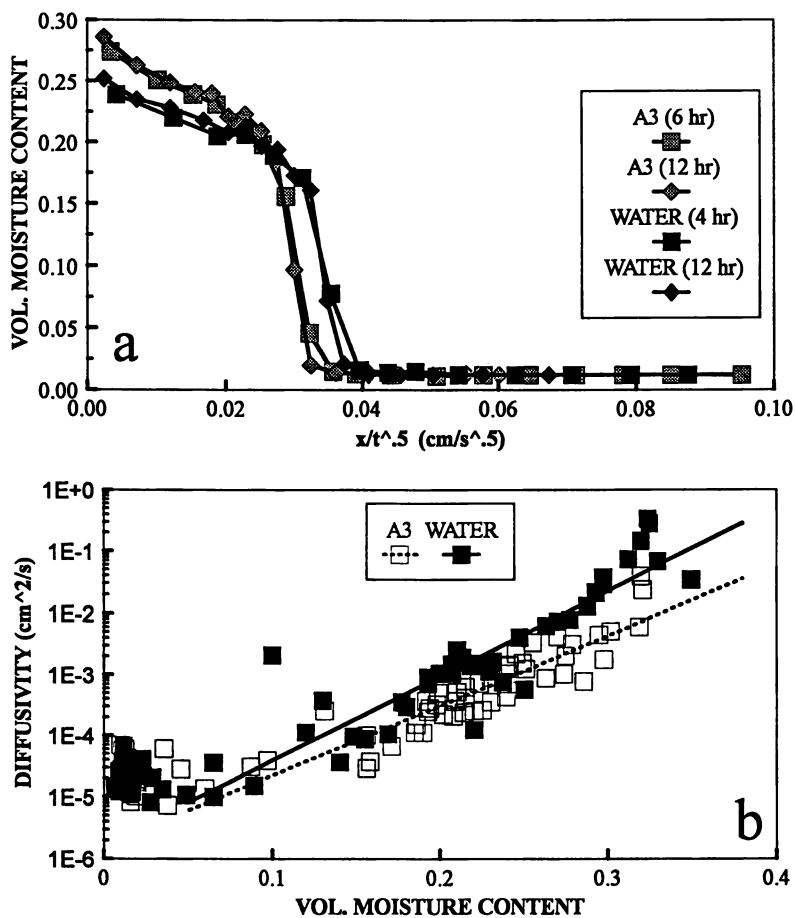 0.30
0.25
0.20
0.15
0.10
0.05
0.00
VOL. MOISTURE CONTENT
a
A3 (6 hr)
A3 (12 hr)
WATER (4 hr)
WATER (12 hr)
0.00 0.02 0.04 0.06 0.08 0.10
x/t^.5 (cm/s^.5)
1E+0
1E-1
1E-2
1E-3
1E-4
1E-5
1E-6
DIFFUSIVITY (cm^2/s)
A3 WATER
b
0 0.1 0.2 0.3 0.4
VOL. MOISTURE CONTENT